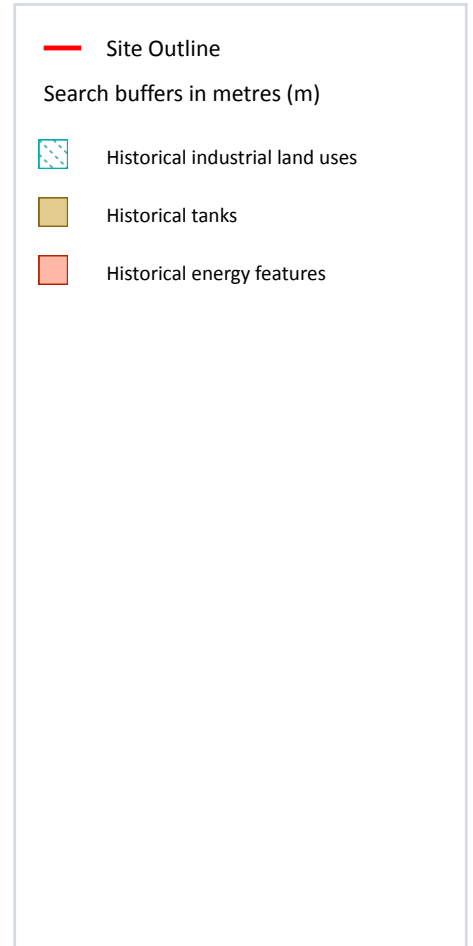 Site Outline
Search buffers in metres (m)
Historical industrial land uses
Historical tanks
Historical energy features